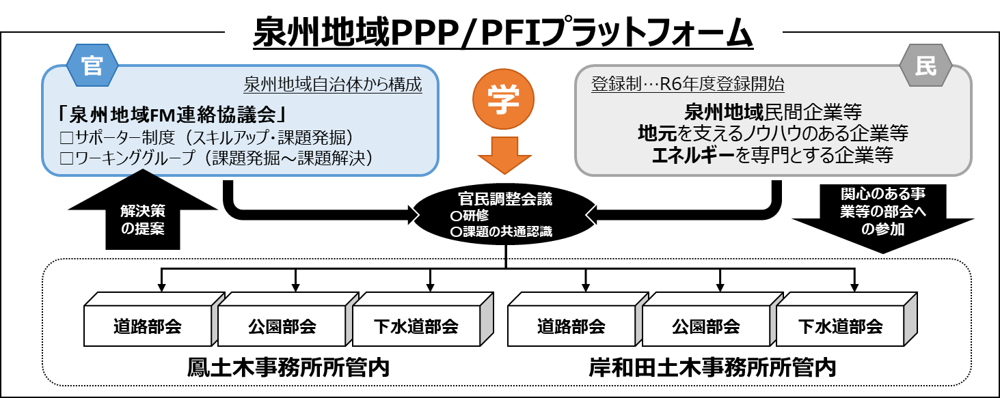 泉州地域PPP/PFIプラットフォーム
官
泉州地域自治体から構成
「泉州地域FM連絡協議会」
□サポーター制度（スキルアップ・課題発掘）
□ワーキンググループ（課題発掘～課題解決）
学
民
登録制…R6年度登録開始
泉州地域民間企業等
地元を支えるノウハウのある企業等
エネルギーを専門とする企業等
解決策
の提案
官民調整会議
〇研修
〇課題の共通認識
関心のある事
業等の部会へ
の参加
道路部会
公園部会
下水道部会
道路部会
公園部会
下水道部会
鳳土木事務所所管内
岸和田土木事務所所管内